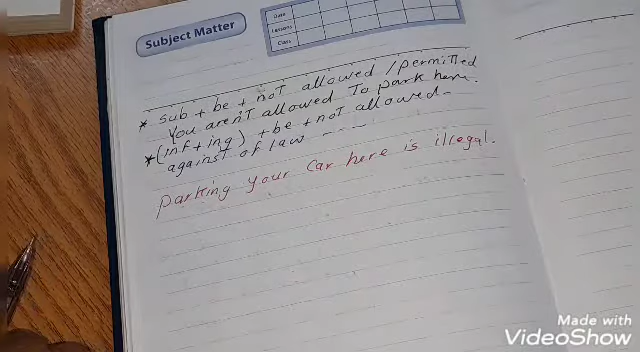 Subject Matter
Date
Lessons
Class
* sub + be + not allowed / permitted
You aren't allowed To park here.
* (inf + ing) + be + not allowed -
against of law ----
parking your car here is illegal.
Made with
VideoShow